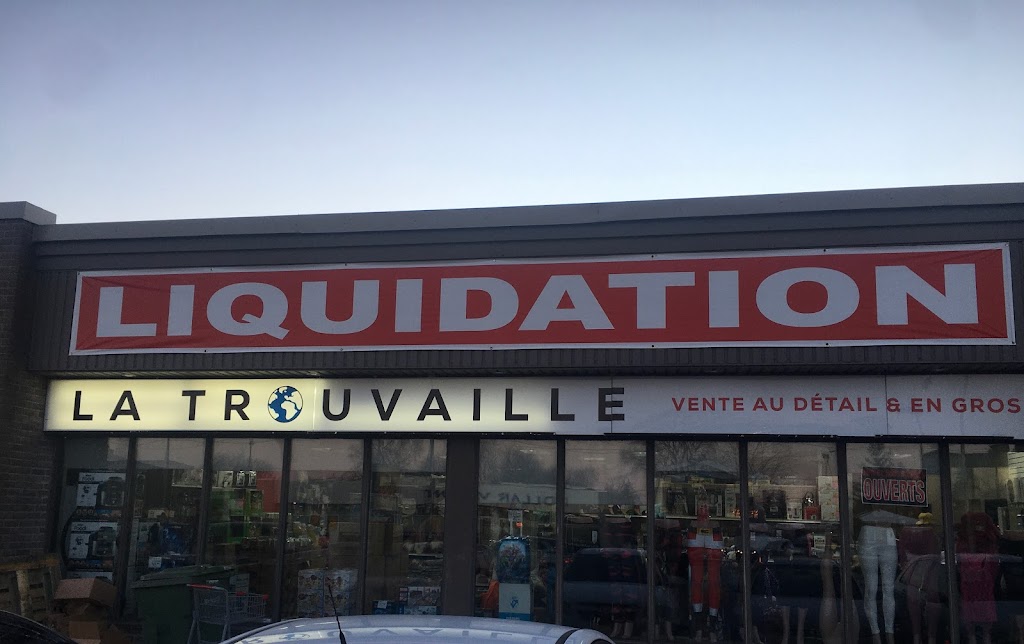 LIQUIDATION
LA TROUVAILLE
VENTE AU DÉTAIL & EN GROS
OUVERTS